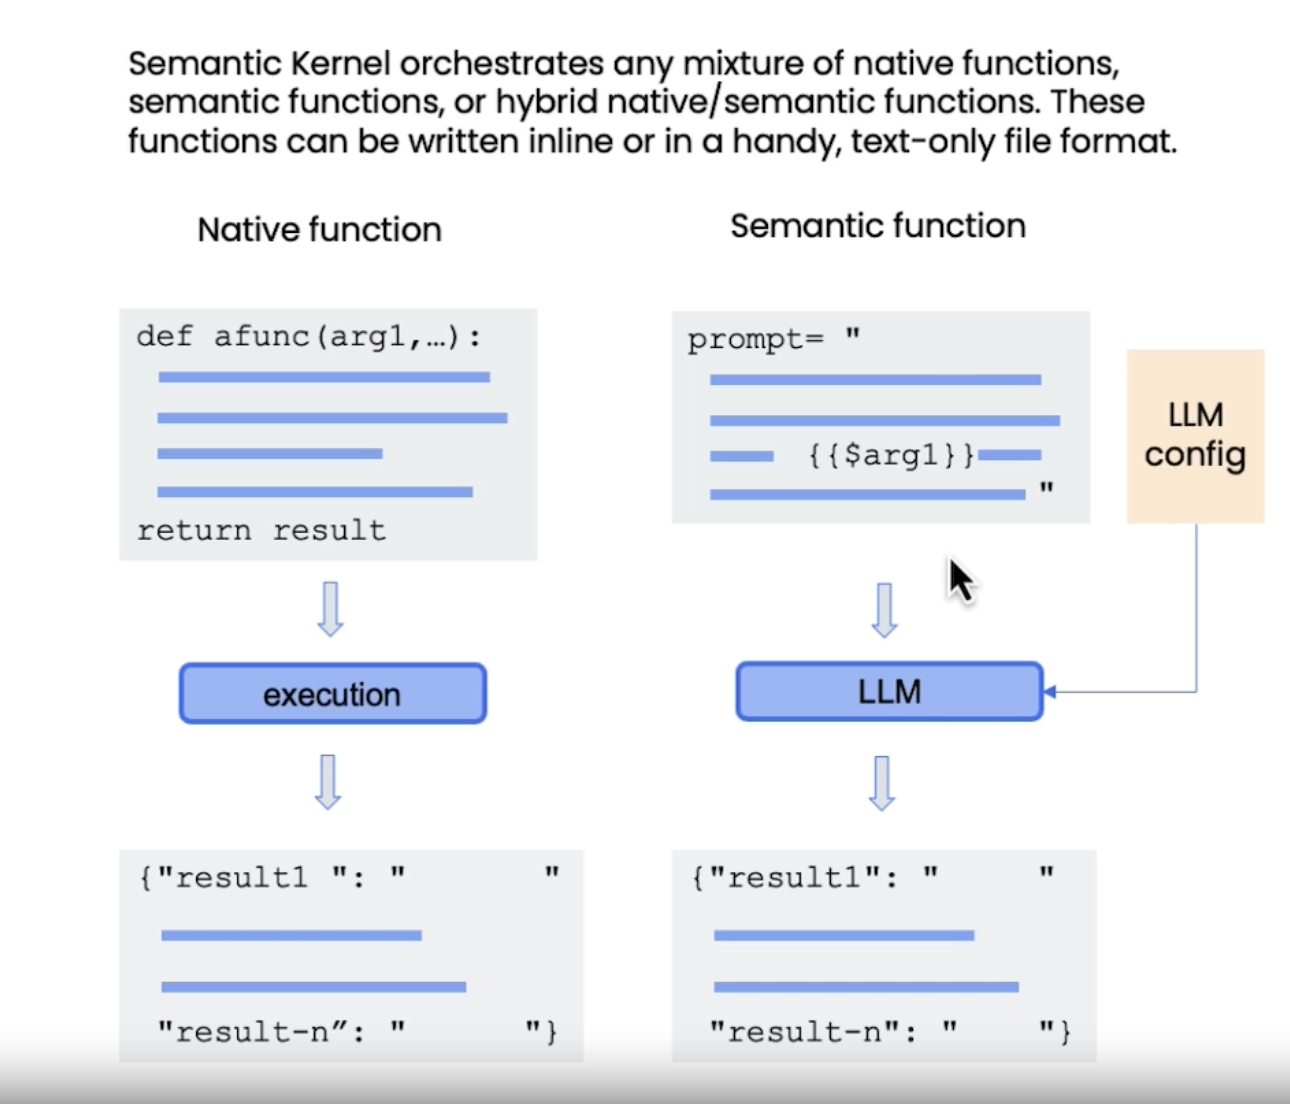 Semantic Kernel orchestrates any mixture of native functions,
semantic functions, or hybrid native/semantic functions. These
functions can be written inline or in a handy, text-only file format.
Native function
def afunc(arg1,…):
return result
execution
{"result1 ": " "
"result-n": " "}
Semantic function
prompt= "
{{$arg1}}
"
LLM
config
LLM
{"result1": " "
"result-n": " "}